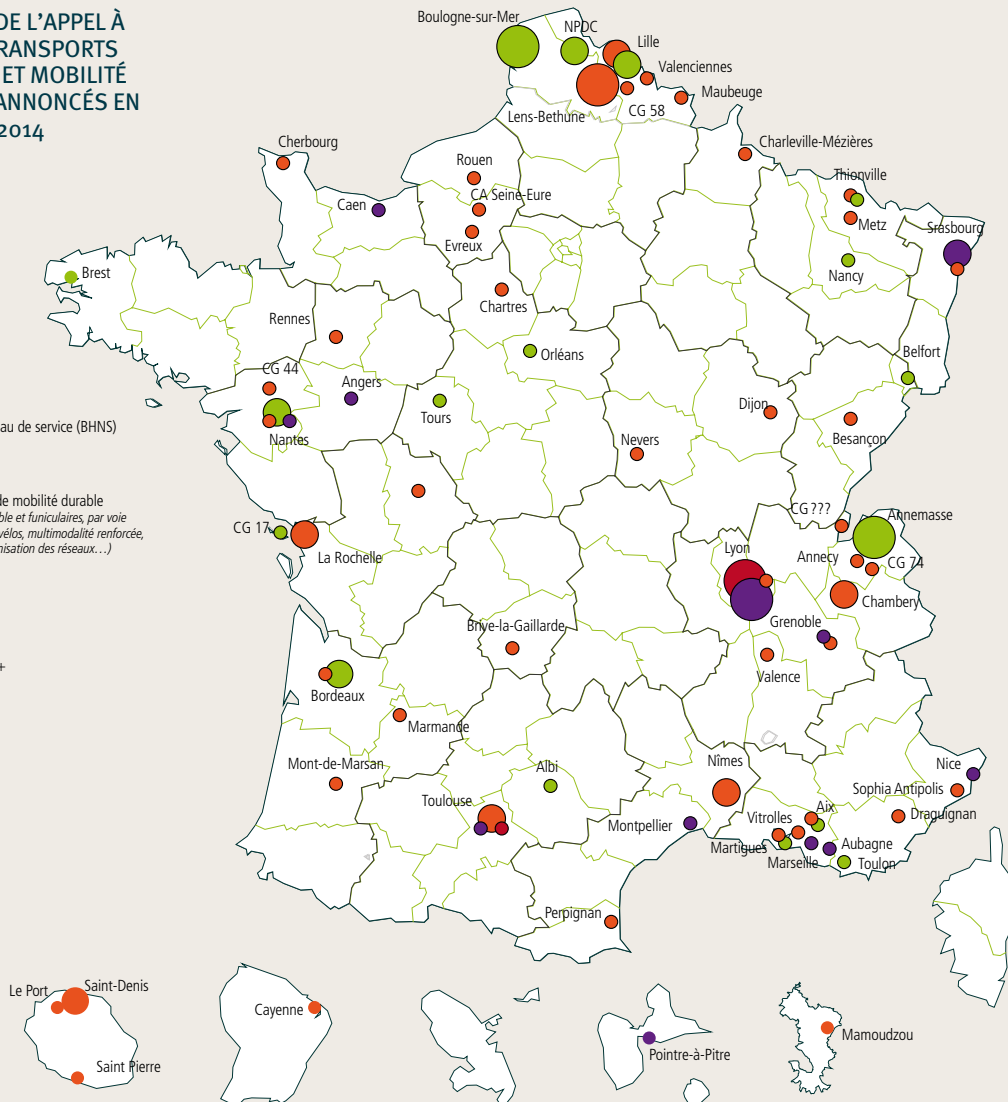 DE L'APPEL À
RANSPORTS
ET MOBILITÉ
ANNONCÉS EN
2014
au de service (BHNS)
de mobilité durable
ble et funiculaires, par voie
vélos, multimodalité renforcée,
nisation des réseaux…)
+
Boulogne-sur-Mer
NPDC
Lille
Valenciennes
Maubeuge
CG 58
Lens-Bethune
Cherbourg
Charleville-Mézières
Rouen
Thionville
CA Seine-Eure
Caen
Metz
Evreux
Srasbourg
Brest
Nancy
Chartres
Rennes
Orléans
Belfort
CG 44
Angers
Tours
Dijon
Nantes
Nevers
Besançon
CG ???
Annemasse
CG 17
La Rochelle
Lyon
Annecy
CG 74
Chambery
Grenoble
Brive-la-Gaillarde
Valence
Bordeaux
Marmande
Mont-de-Marsan
Albi
Nîmes
Nice
Toulouse
Sophia Antipolis
Aix
Draguignan
Vitrolles
Montpellier
Martigues
Aubagne
Marseille
Toulon
Perpignan
Le Port
Saint-Denis
Cayenne
Mamoudzou
Pointre-à-Pitre
Saint Pierre